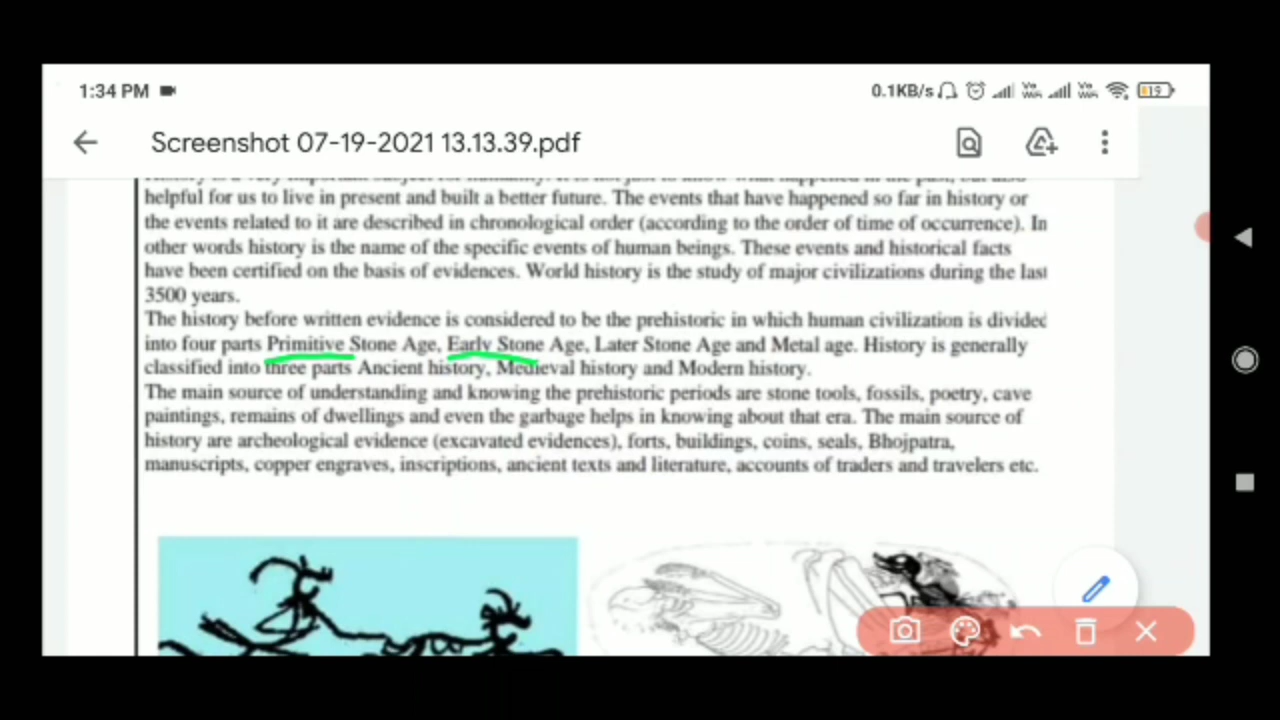 1:34 PM
0.1KB/s
19
Screenshot 07-19-2021 13.13.39.pdf
helpful for us to live in present and built a better future. The events that have happened so far in history or
the events related to it are described in chronological order (according to the order of time of occurrence). In
other words history is the name of the specific events of human beings. These events and historical facts
have been certified on the basis of evidences. World history is the study of major civilizations during the last
3500 years.
The history before written evidence is considered to be the prehistoric in which human civilization is divided
into four parts Primitive Stone Age, Early Stone Age, Later Stone Age and Metal age. History is generally
classified into three parts Ancient history, Medieval history and Modern history.
The main source of understanding and knowing the prehistoric periods are stone tools, fossils, poetry, cave
paintings, remains of dwellings and even the garbage helps in knowing about that era. The main source of
history are archeological evidence (excavated evidences), forts, buildings, coins, seals, Bhojpatra,
manuscripts, copper engraves, inscriptions, ancient texts and literature, accounts of traders and travelers etc.